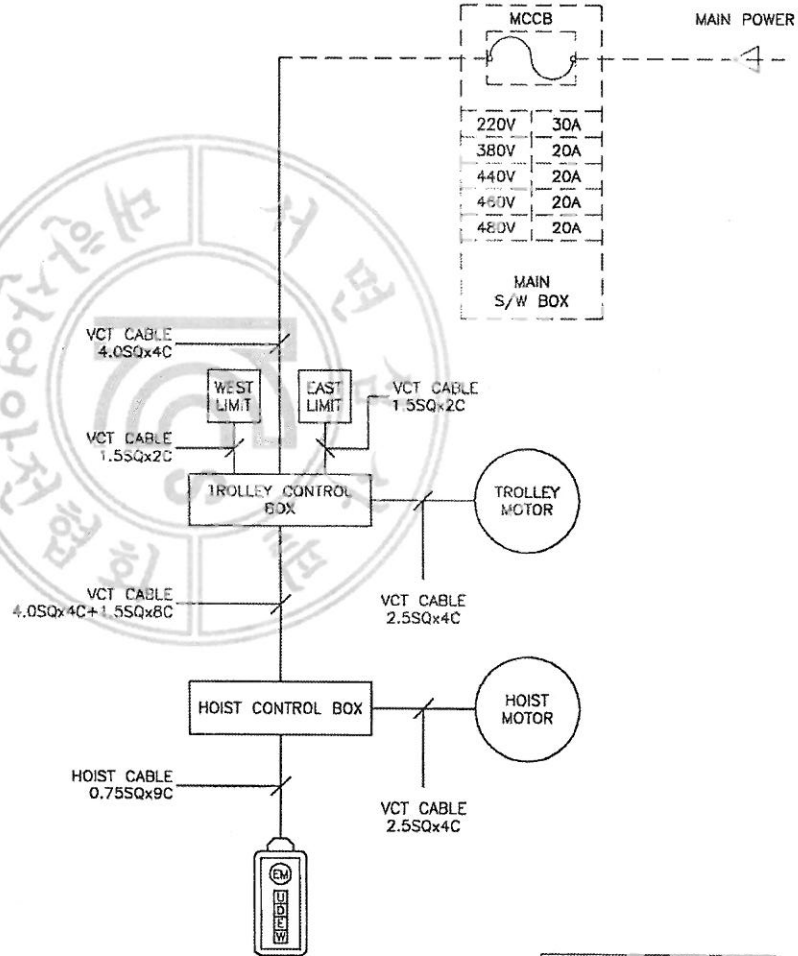 MCCB
MAIN POWER
220V 30A
380V 20A
440V 20A
460V 20A
480V 20A
MAIN
S/W BOX
VCT CABLE
4.0SQx4C
WEST
LIMIT
EAST
LIMIT
VCT CABLE
1.5SQx2C
VCT CABLE
1.5SQx2C
TROLLEY CONTROL
BOX
TROLLEY
MOTOR
VCT CABLE
2.5SQx4C
VCT CABLE
4.0SQx4C+1.5SQx8C
HOIST CONTROL BOX
HOIST
MOTOR
VCT CABLE
2.5SQx4C
HOIST CABLE
0.75SQx9C
EM
U
D
E
W